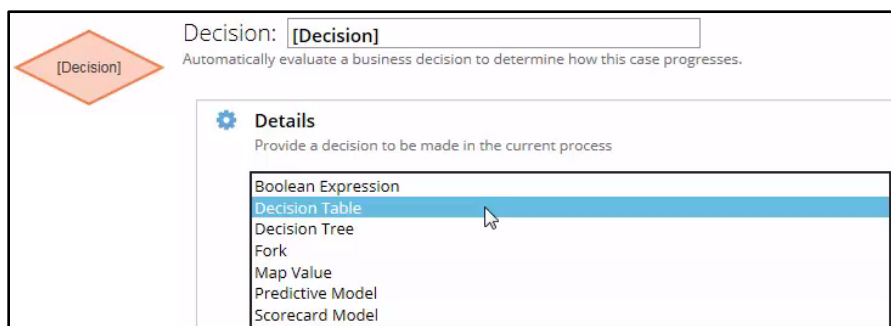 Decision: [Decision]
[Decision]
Automatically evaluate a business decision to determine how this case progresses.
Details
Provide a decision to be made in the current process
Boolean Expression
Decision Table
Decision Tree
Fork
Map Value
Predictive Model
Scorecard Model